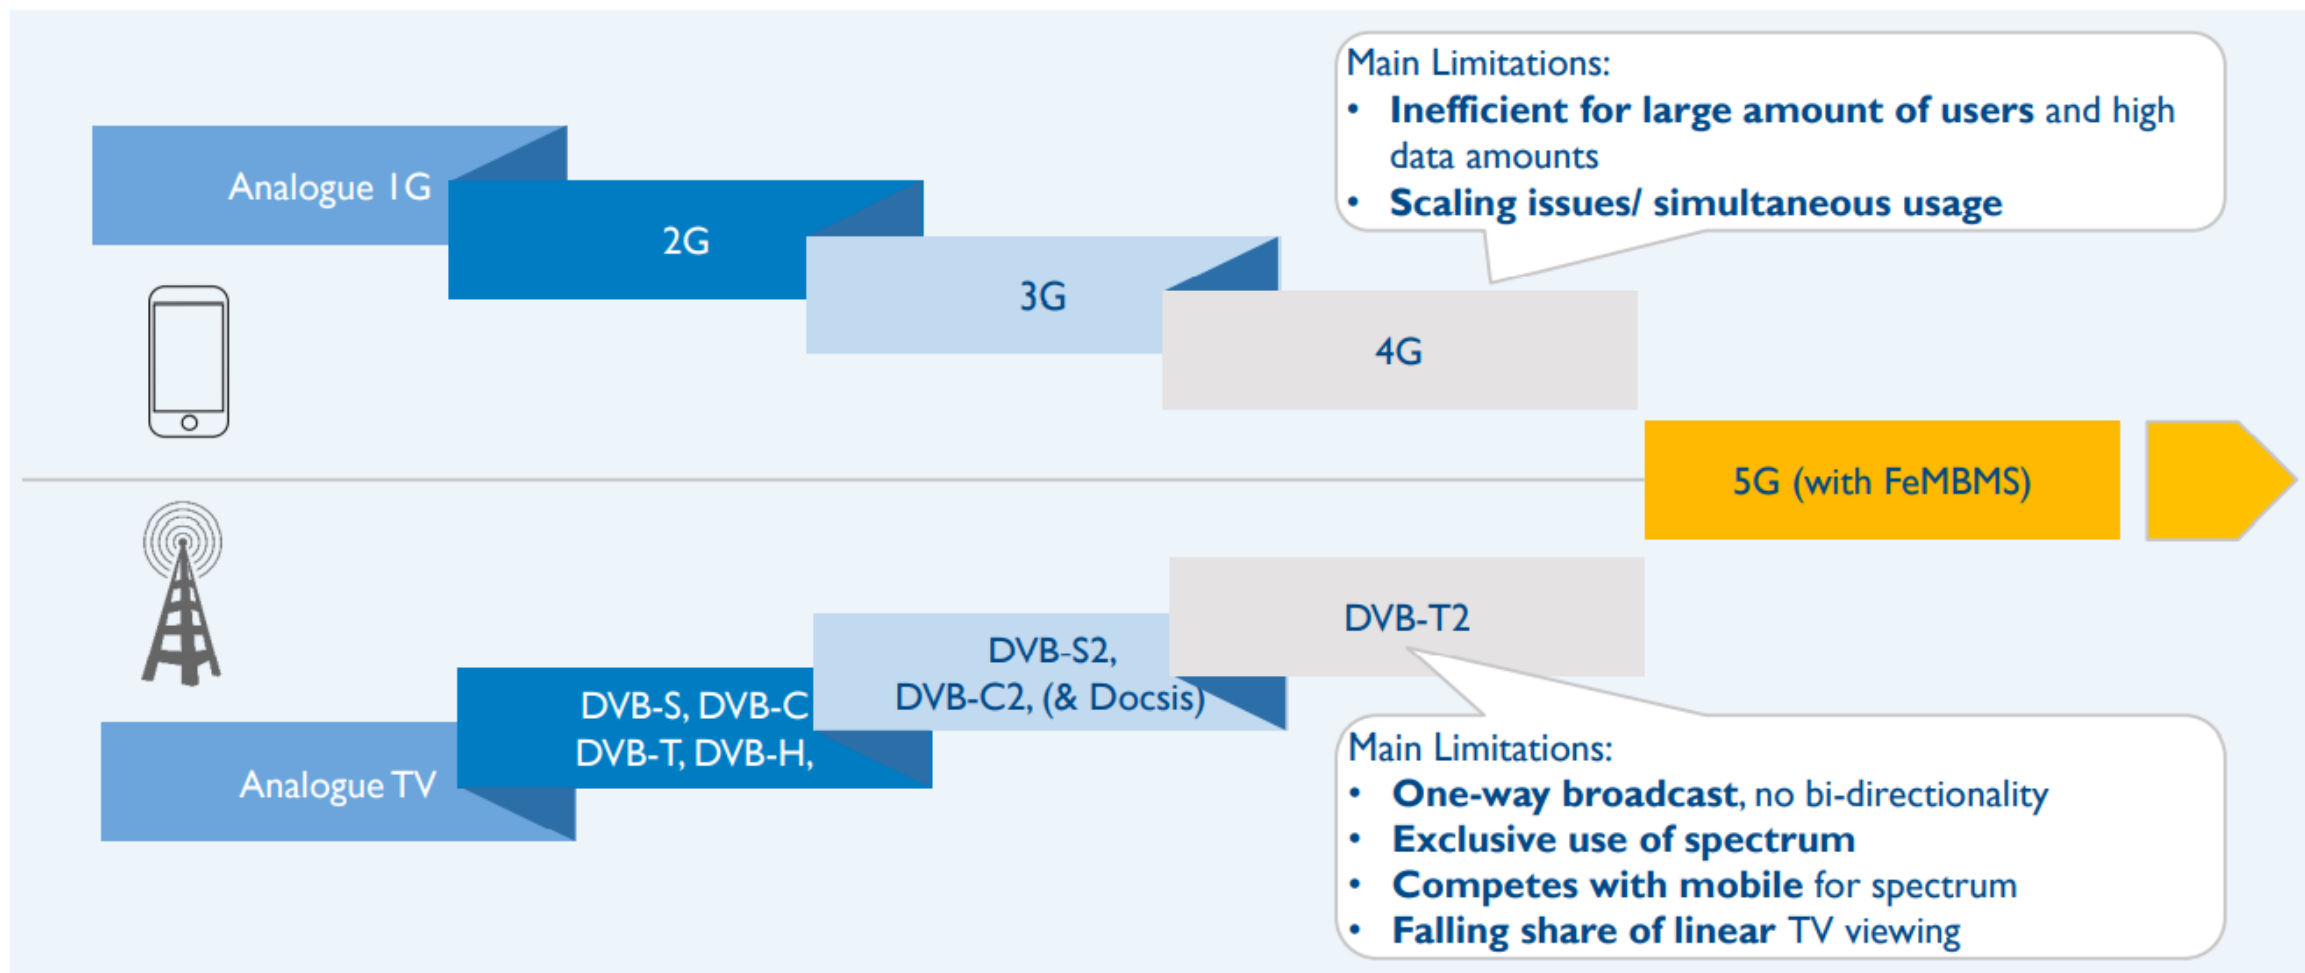 Main Limitations:
• Inefficient for large amount of users and high
data amounts
• Scaling issues/ simultaneous usage
Analogue 1G
2G
3G
4G
5G (with FeMBMS)
DVB-T2
DVB-S2,
DVB-C2, (& Docsis)
DVB-S, DVB-C
DVB-T, DVB-H,
Analogue TV
Main Limitations:
• One-way broadcast, no bi-directionality
• Exclusive use of spectrum
• Competes with mobile for spectrum
• Falling share of linear TV viewing